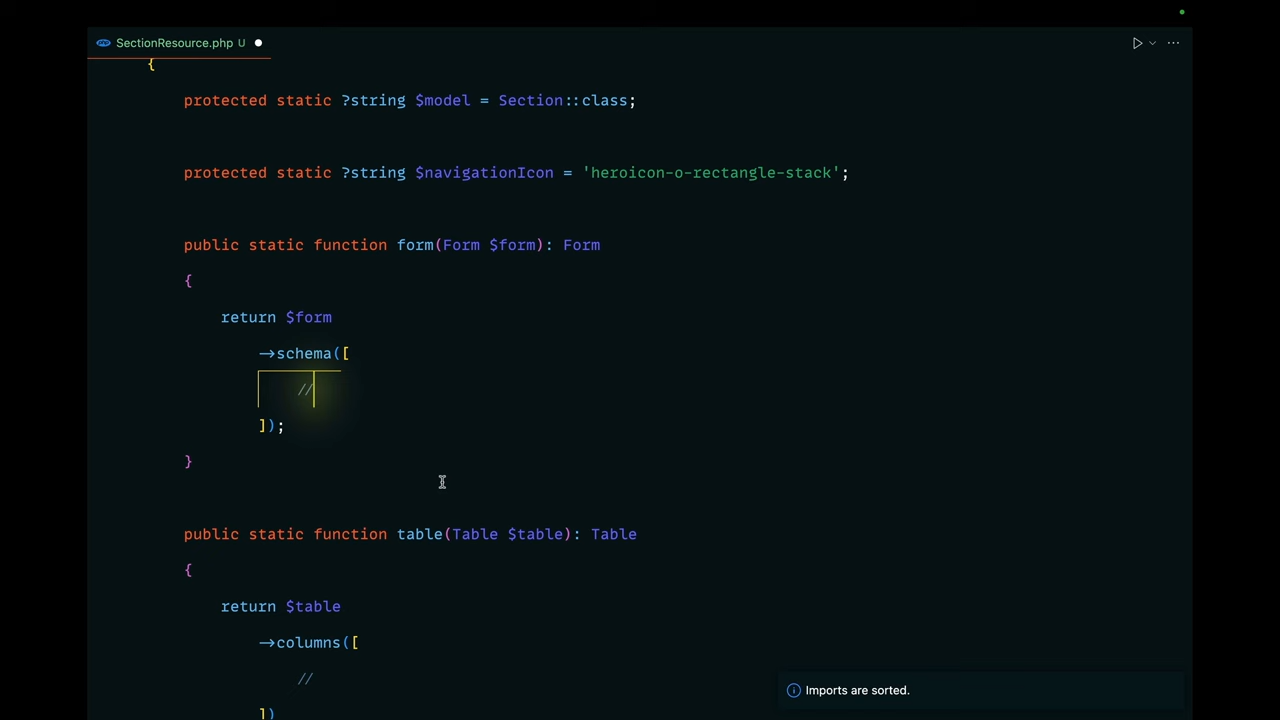 SectionResource.php U
{
protected static ?string $model = Section::class;
protected static ?string $navigationIcon = 'heroicon-o-rectangle-stack';
public static function form(Form $form): Form
{
return $form
->schema([
//
]);
}
public static function table(Table $table): Table
{
return $table
->columns([
//
])
Imports are sorted.